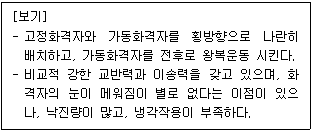 [보기]
- 고정화격자와 가동화격자를 횡방향으로 나란히
배치하고, 가동화격자를 전후로 왕복운동 시킨다.
- 비교적 강한 교반력과 이송력을 갖고 있으며, 화
격자의 눈이 메워짐이 별로 없다는 이점이 있으
나, 낙진량이 많고, 냉각작용이 부족하다.